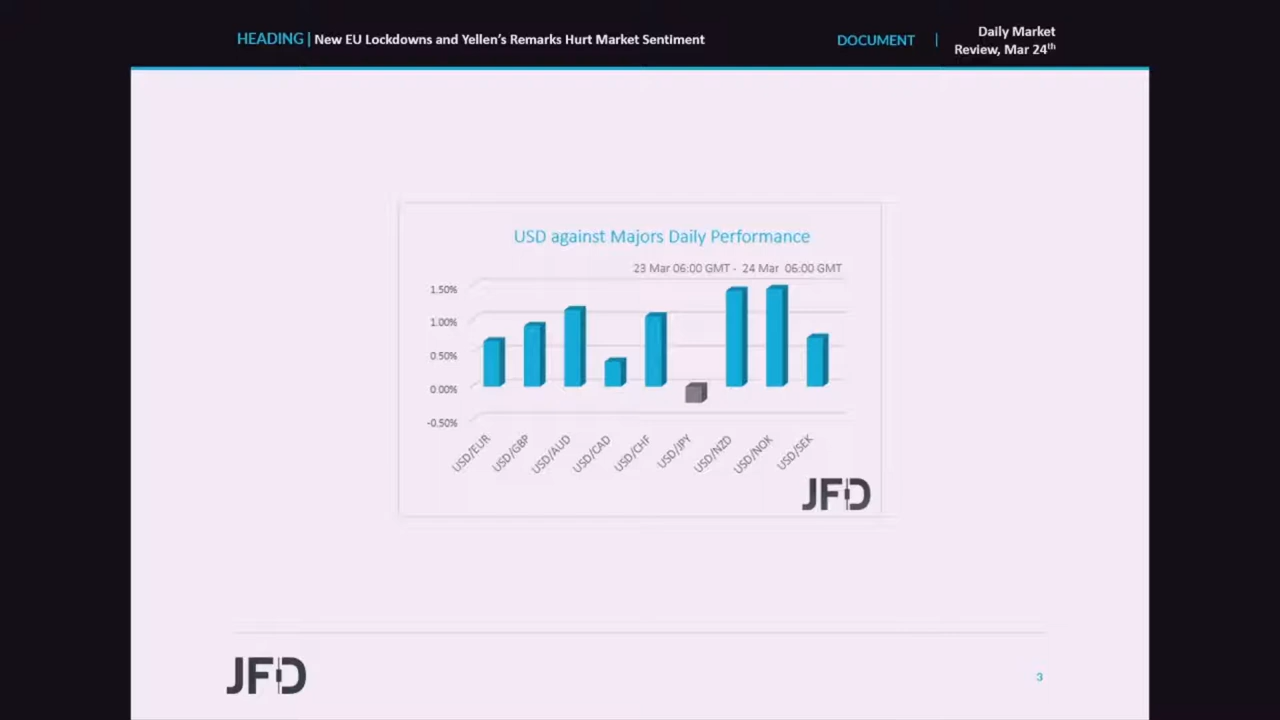 HEADING | New EU Lockdowns and Yellen's Remarks Hurt Market Sentiment
DOCUMENT | Daily Market
Review, Mar 24th
USD against Majors Daily Performance
23 Mar 06:00 GMT - 24 Mar 06:00 GMT
1.50%
1.00%
0.50%
0.00%
-0.50%
USD/EUR
USD/GBP
USD/AUD
USD/CAD
USD/CHF
USD/JPY
USD/NZD
USD/NOK
USD/SEK
JFD
JFD
3